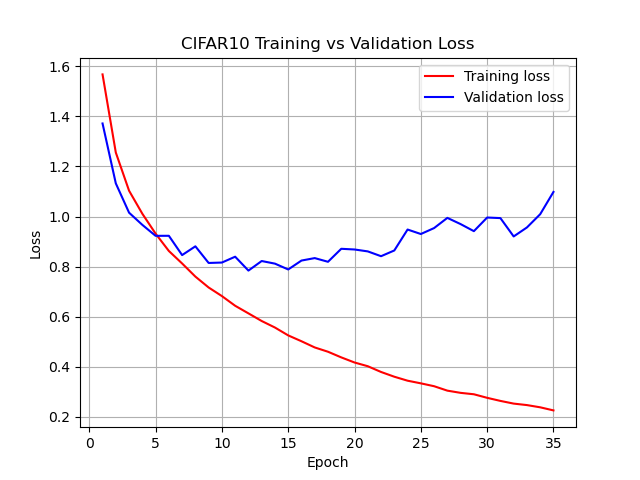 CIFAR10 Training vs Validation Loss
Training loss
Validation loss
1.6
1.4
1.2
1.0
0.8
0.6
0.4
0.2
Loss
0 5 10 15 20 25 30 35
Epoch